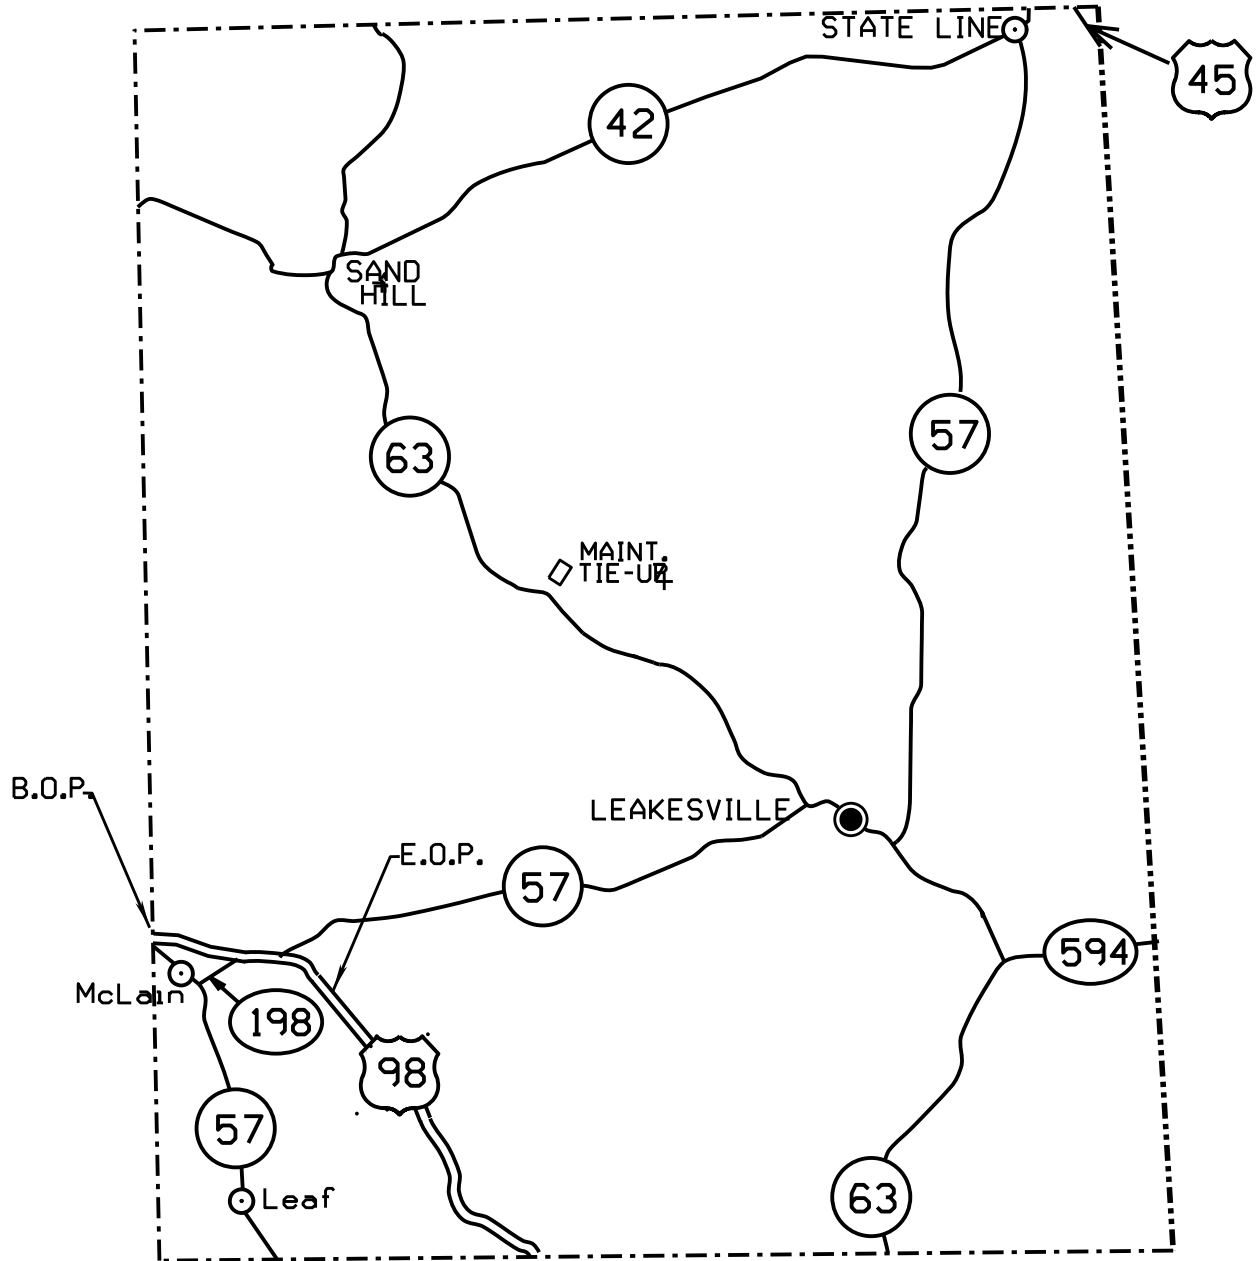 STATE LINE
45
42
SAND
HILL
57
63
MAINT.
TIE-UP
B.O.P.
LEAKESVILLE
E.O.P.
57
594
McLain
198
98
57
63
Leaf